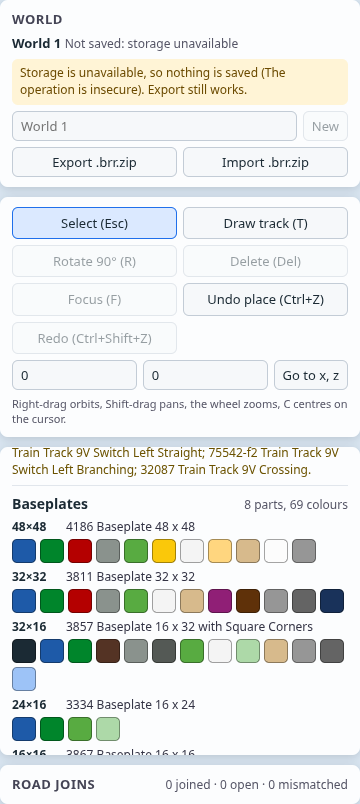 WORLD
World 1 Not saved: storage unavailable
Storage is unavailable, so nothing is saved (The
operation is insecure). Export still works.
World 1 New
Export .brr.zip Import .brr.zip
Select (Esc) Draw track (T)
Rotate 90° (R) Delete (Del)
Focus (F) Undo place (Ctrl+Z)
Redo (Ctrl+Shift+Z)
0 0 Go to x, z
Right-drag orbits, Shift-drag pans, the wheel zooms, C centres on
the cursor.
Train Track 9V Switch Left Straight; 75542-f2 Train Track 9V
Switch Left Branching; 32087 Train Track 9V Crossing.
Baseplates 8 parts, 69 colours
48×48 4186 Baseplate 48 x 48
32×32 3811 Baseplate 32 x 32
32×16 3857 Baseplate 16 x 32 with Square Corners
24×16 3334 Baseplate 16 x 24
16×16 3867 Baseplate 16 x 16
ROAD JOINS 0 joined · 0 open · 0 mismatched